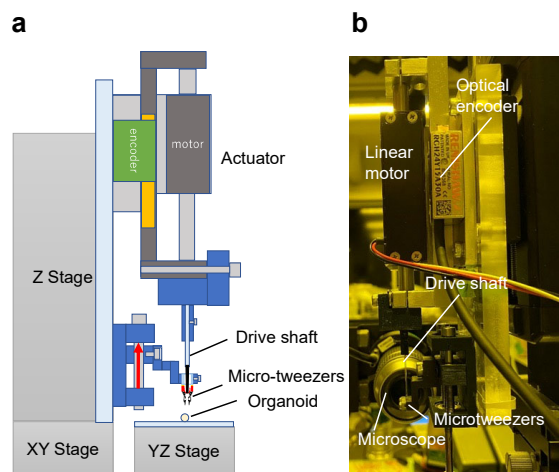 a
b
encoder
motor
Actuator
Z Stage
Drive shaft
Micro-tweezers
Organoid
XY Stage
YZ Stage
Optical
encoder
Linear
motor
Drive shaft
Microtweezers
Microscope